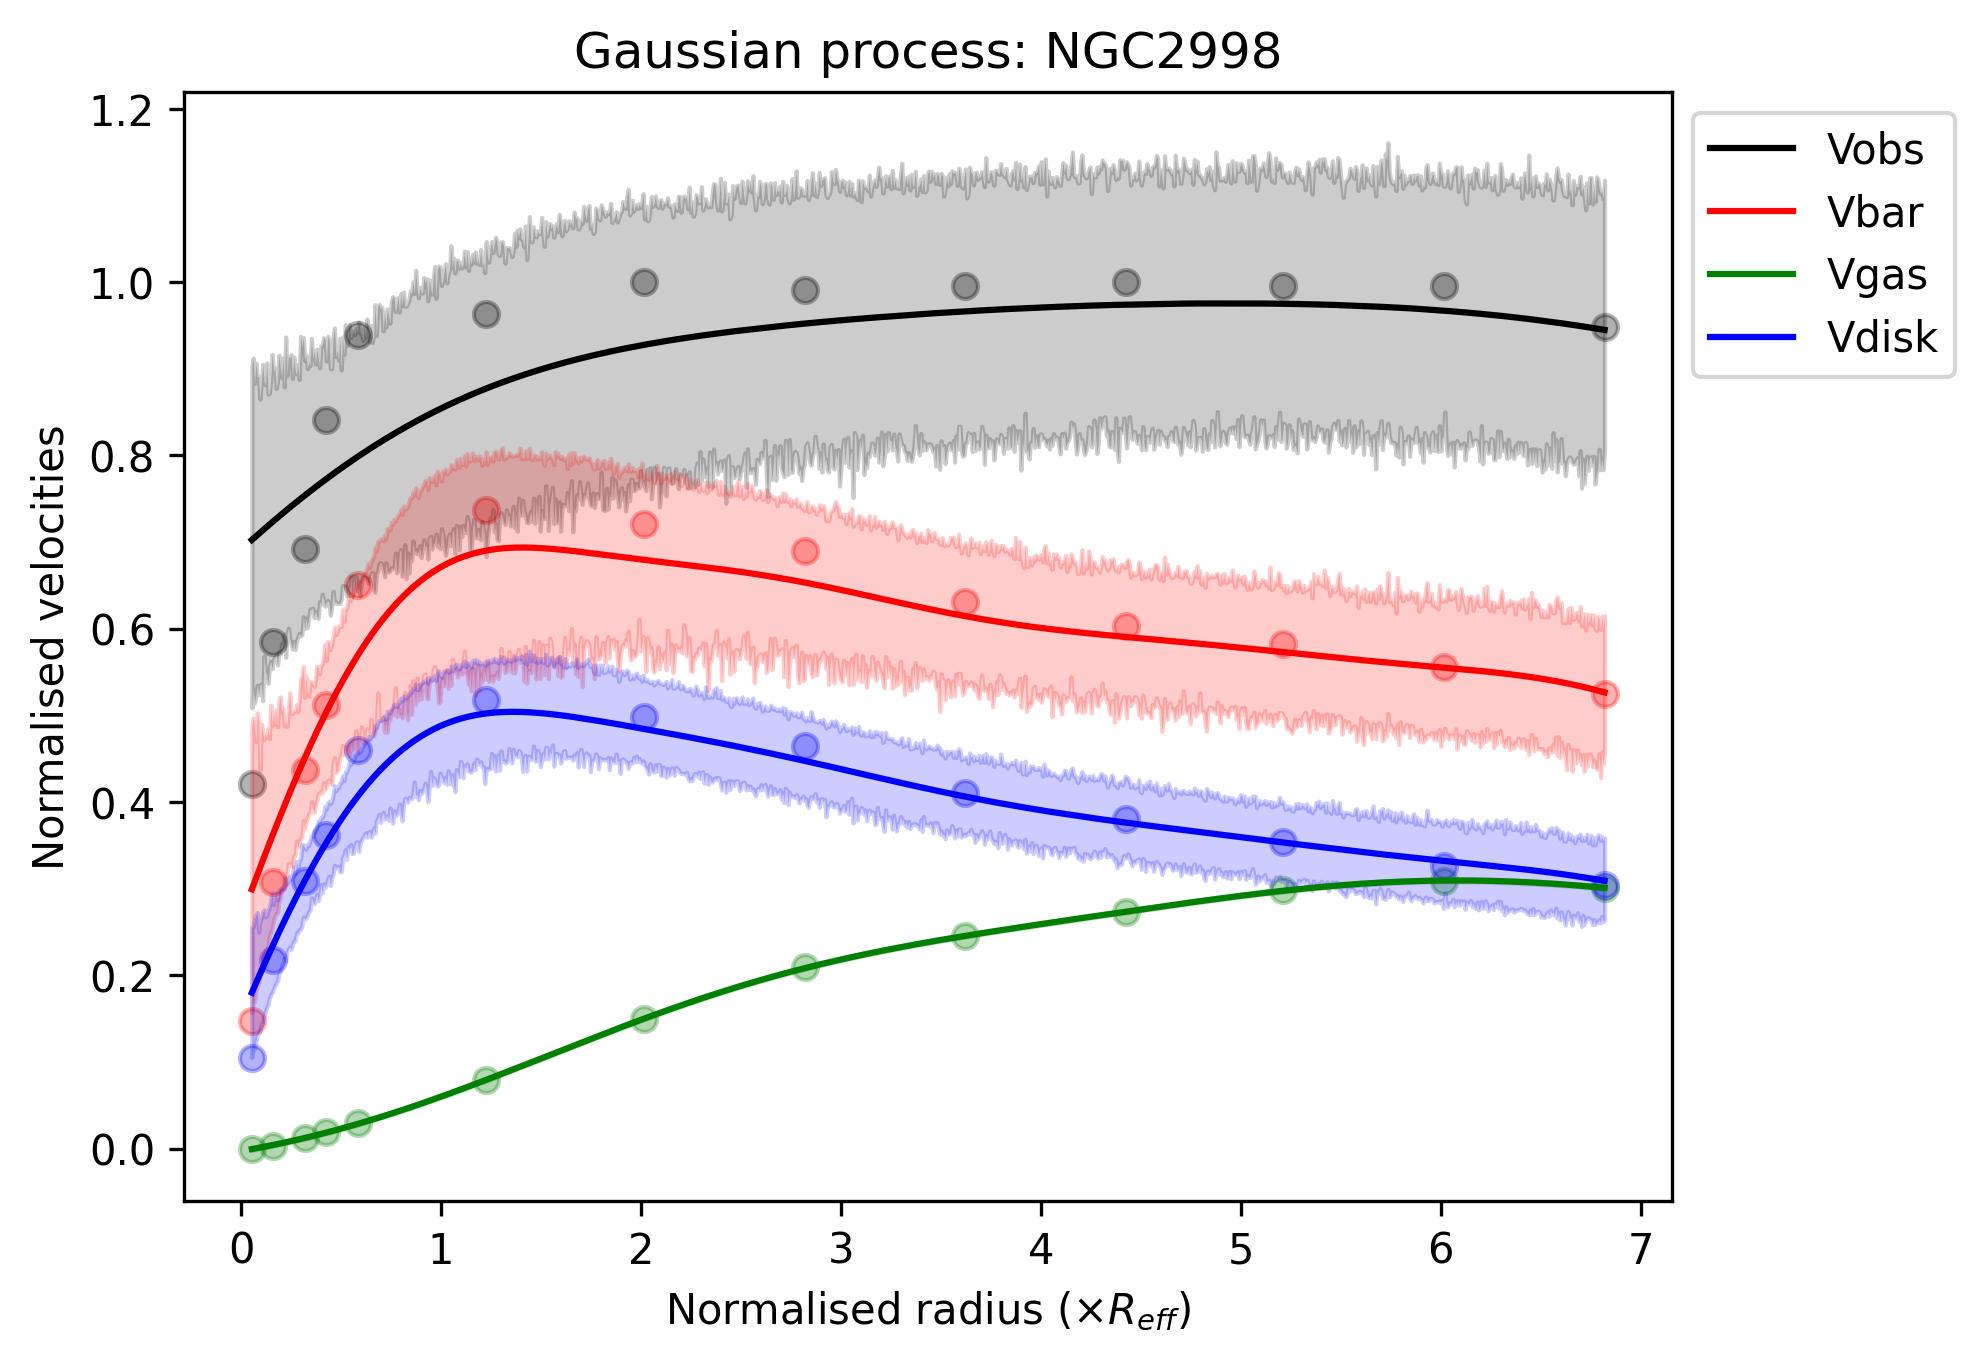 Gaussian process: NGC2998
1.2
1.0
0.8
0.6
0.4
0.2
0.0
Normalised velocities
0 1 2 3 4 5 6 7
Normalised radius (×R_eff)
Vobs
Vbar
Vgas
Vdisk